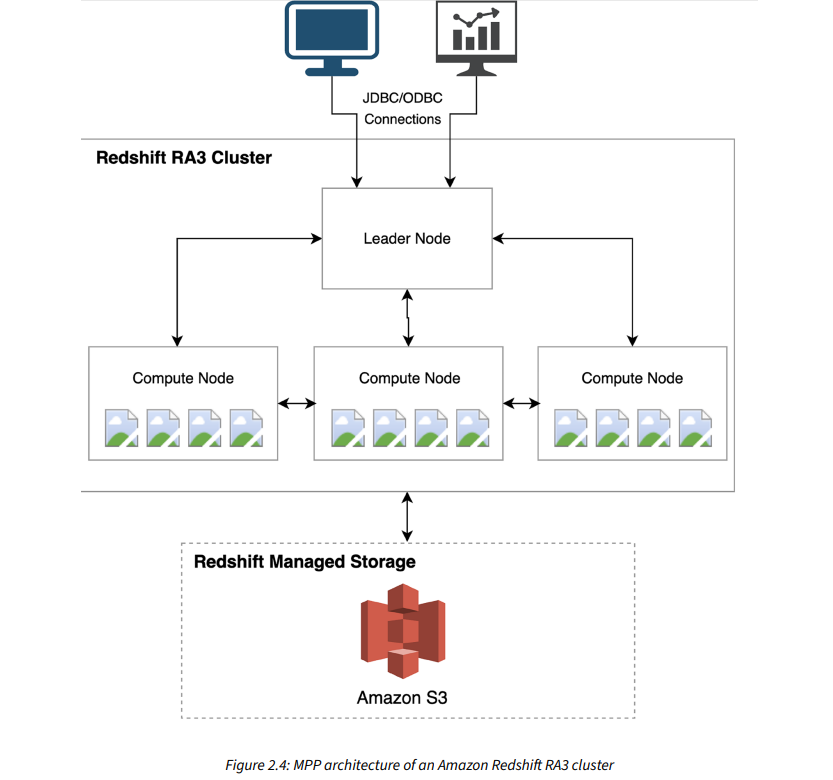 JDBC/ODBC
Connections
Redshift RA3 Cluster
Leader Node
Compute Node
Compute Node
Compute Node
Redshift Managed Storage
Amazon S3
Figure 2.4: MPP architecture of an Amazon Redshift RA3 cluster